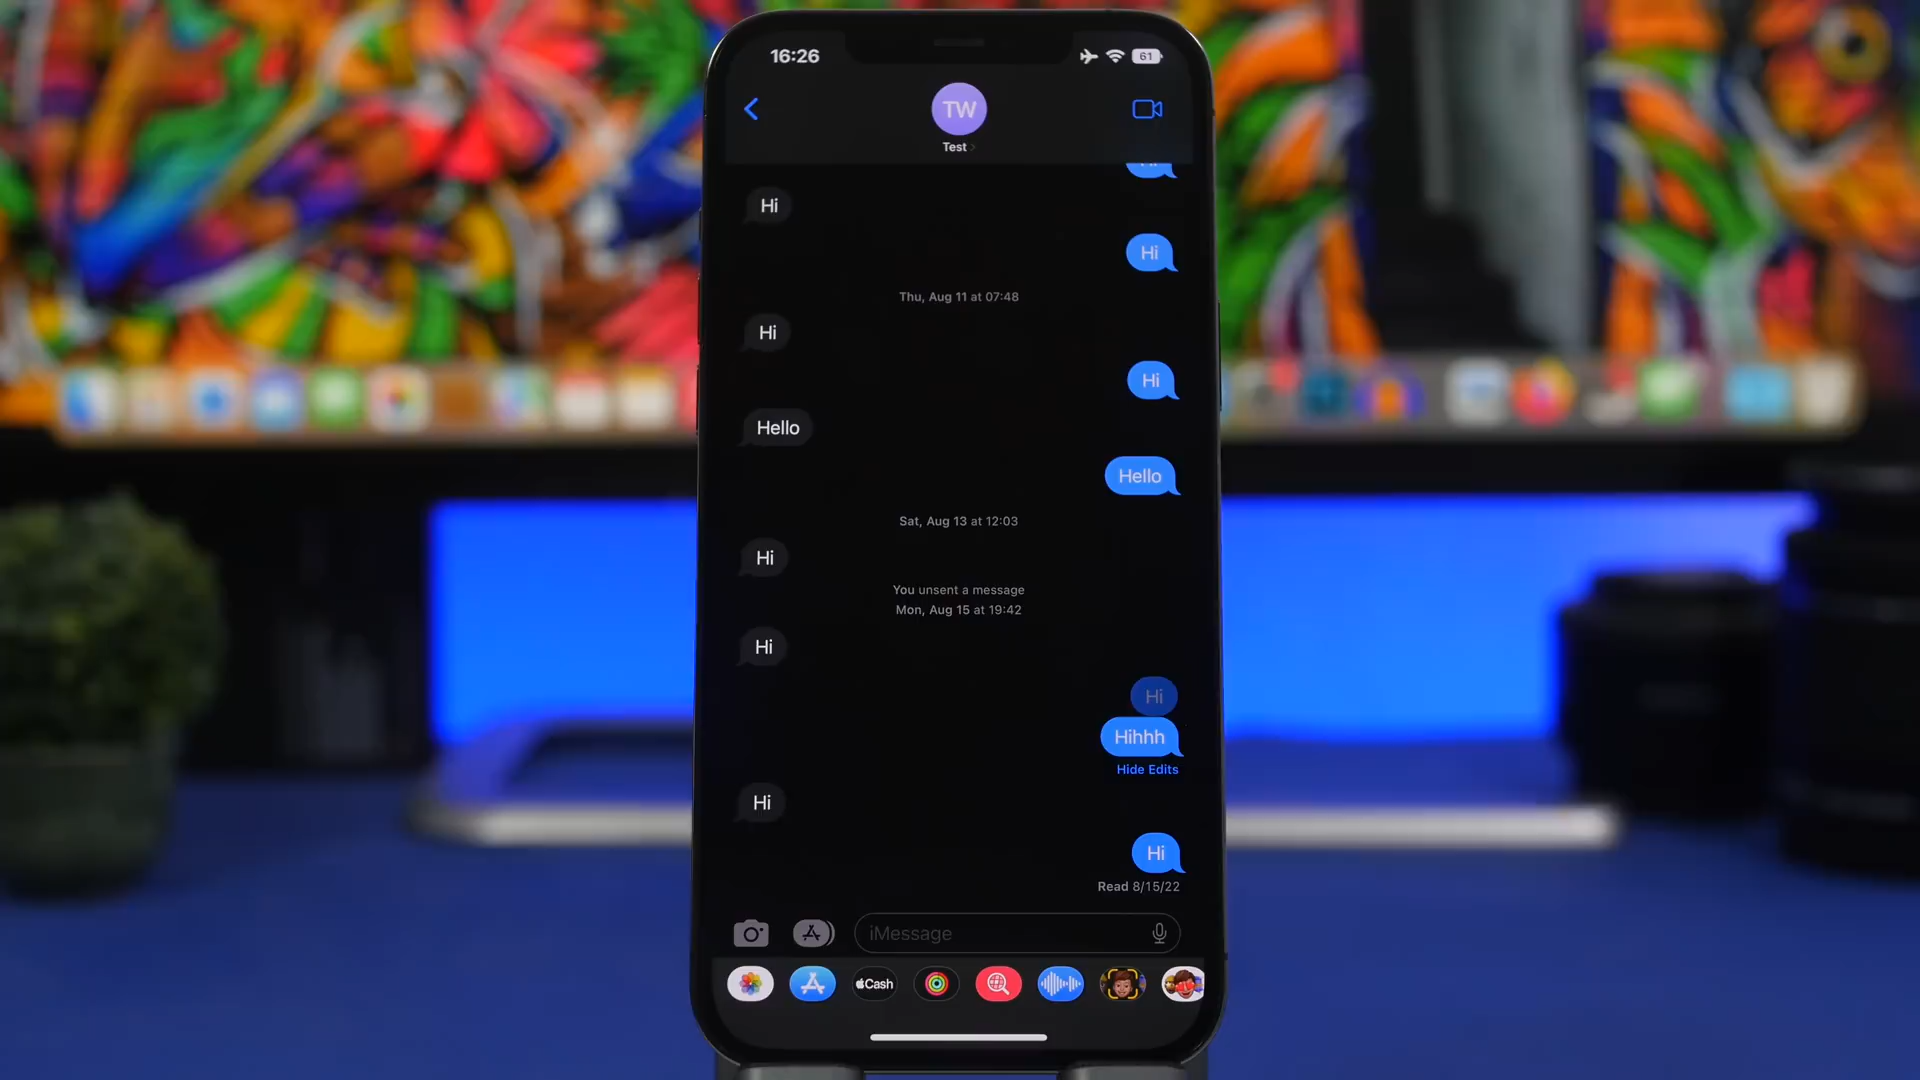 16:26
61
TW
Test
Hi
Hi
Hi
Thu, Aug 11 at 07:48
Hi
Hi
Hello
Hello
Sat, Aug 13 at 12:03
Hi
You unsent a message
Mon, Aug 15 at 19:42
Hi
Hi
Hihhh
Hide Edits
Hi
Hi
Read 8/15/22
iMessage
Cash